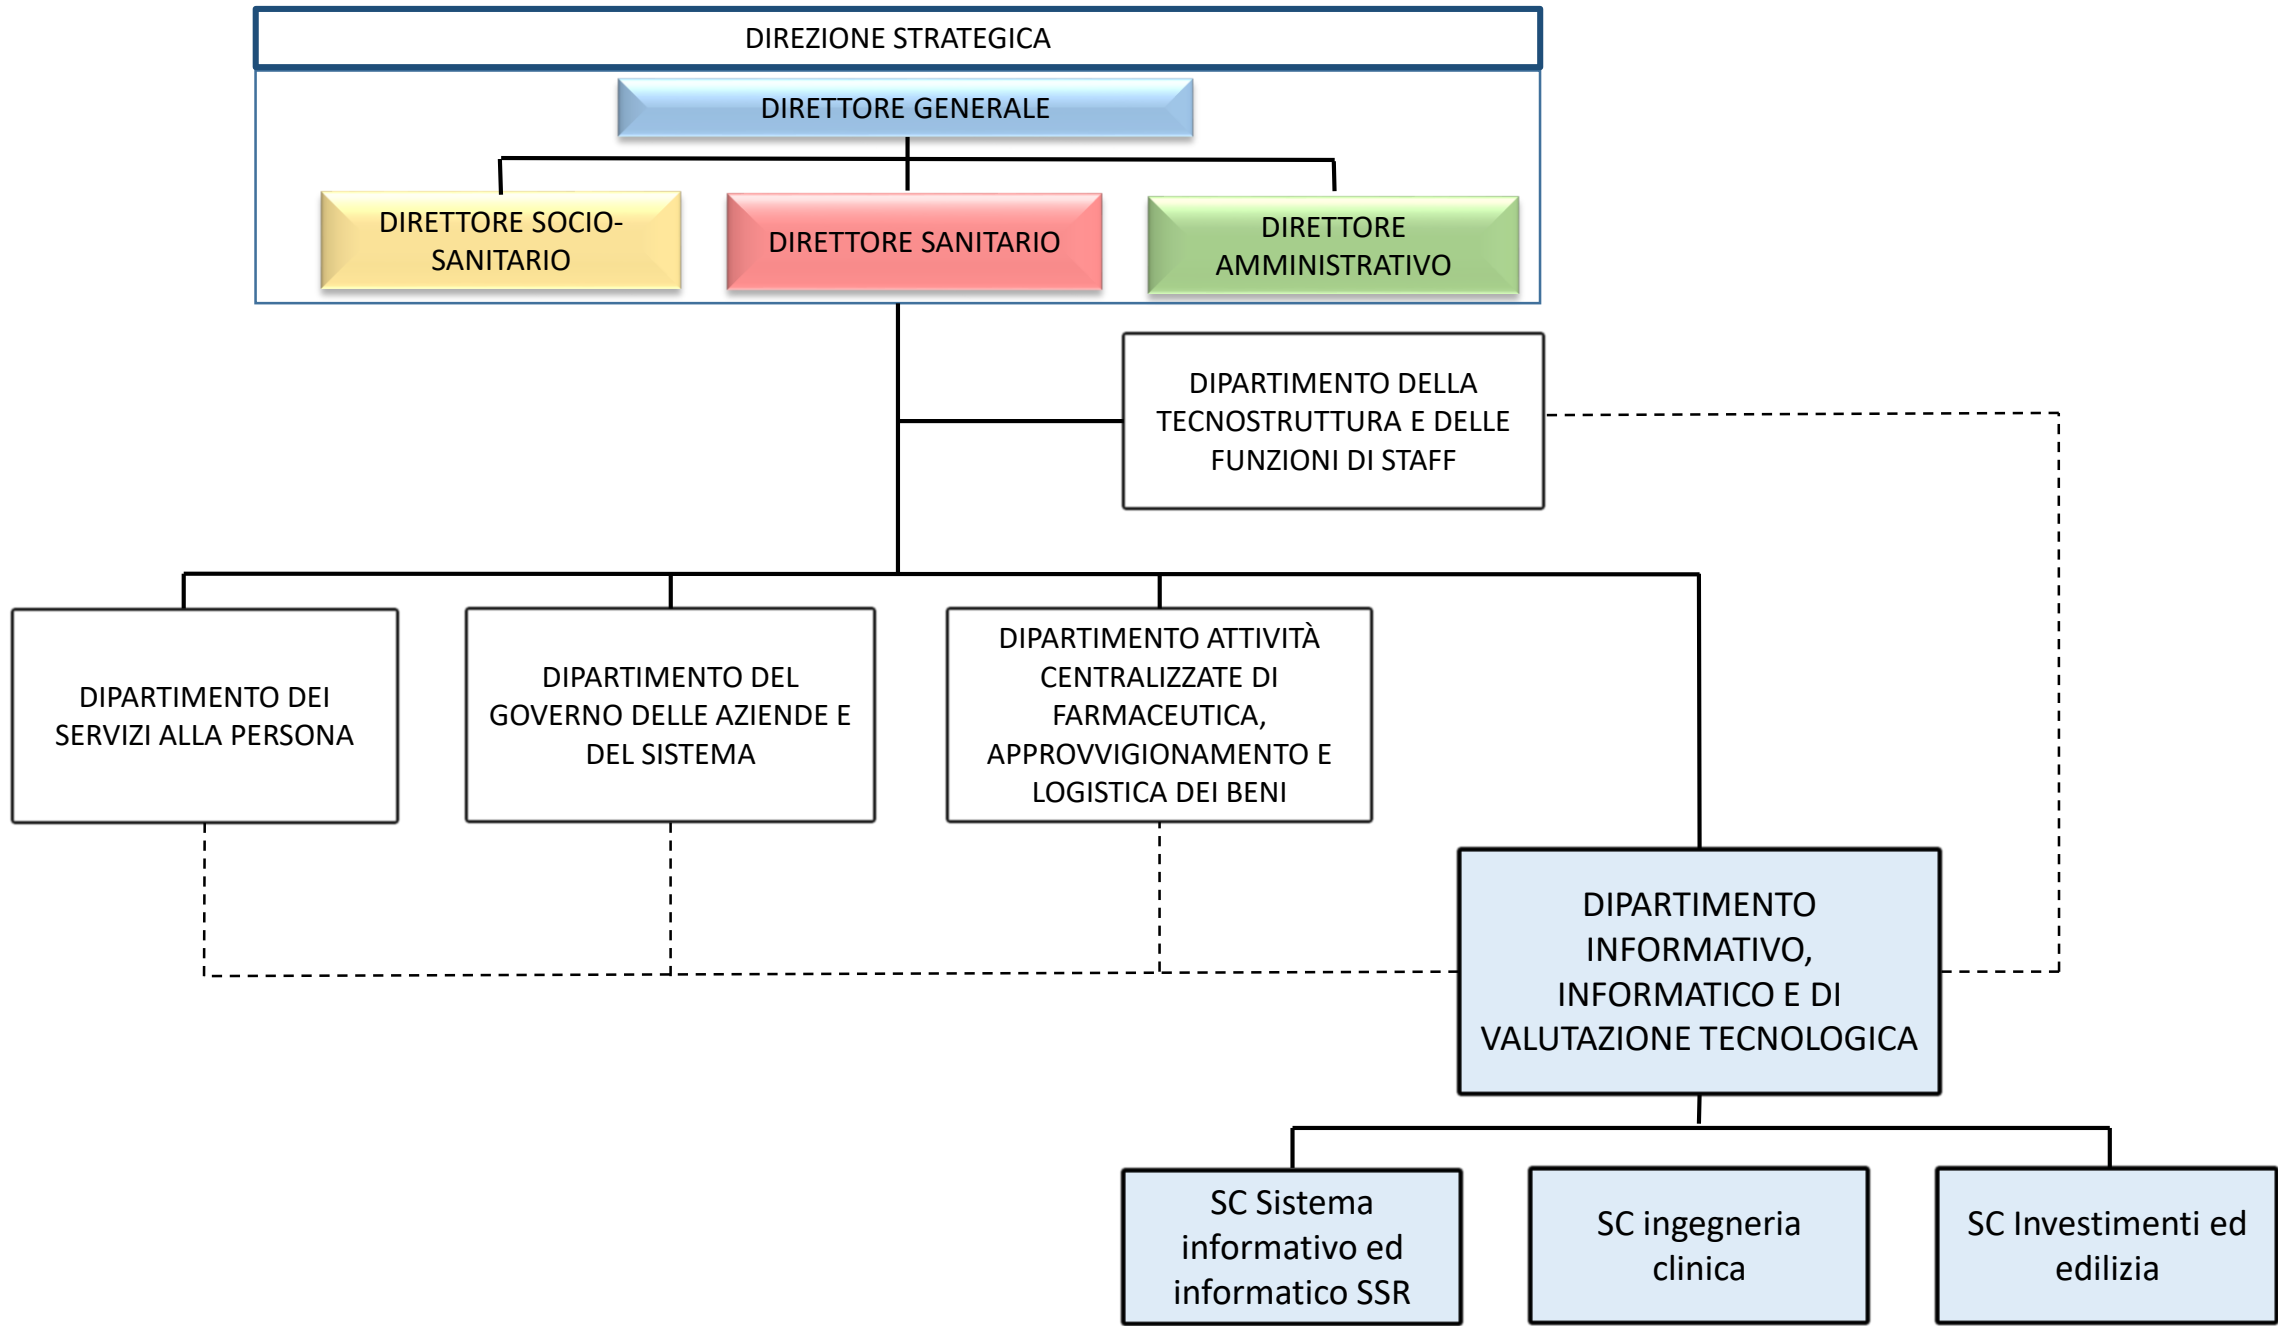 DIREZIONE STRATEGICA
DIRETTORE GENERALE
DIRETTORE SOCIO-
SANITARIO
DIRETTORE SANITARIO
DIRETTORE
AMMINISTRATIVO
DIPARTIMENTO DELLA
TECNOSTRUTTURA E DELLE
FUNZIONI DI STAFF
DIPARTIMENTO DEI
SERVIZI ALLA PERSONA
DIPARTIMENTO DEL
GOVERNO DELLE AZIENDE E
DEL SISTEMA
DIPARTIMENTO ATTIVITÀ
CENTRALIZZATE DI
FARMACEUTICA,
APPROVVIGIONAMENTO E
LOGISTICA DEI BENI
DIPARTIMENTO
INFORMATIVO,
INFORMATICO E DI
VALUTAZIONE TECNOLOGICA
SC Sistema
informativo ed
informatico SSR
SC ingegneria
clinica
SC Investimenti ed
edilizia